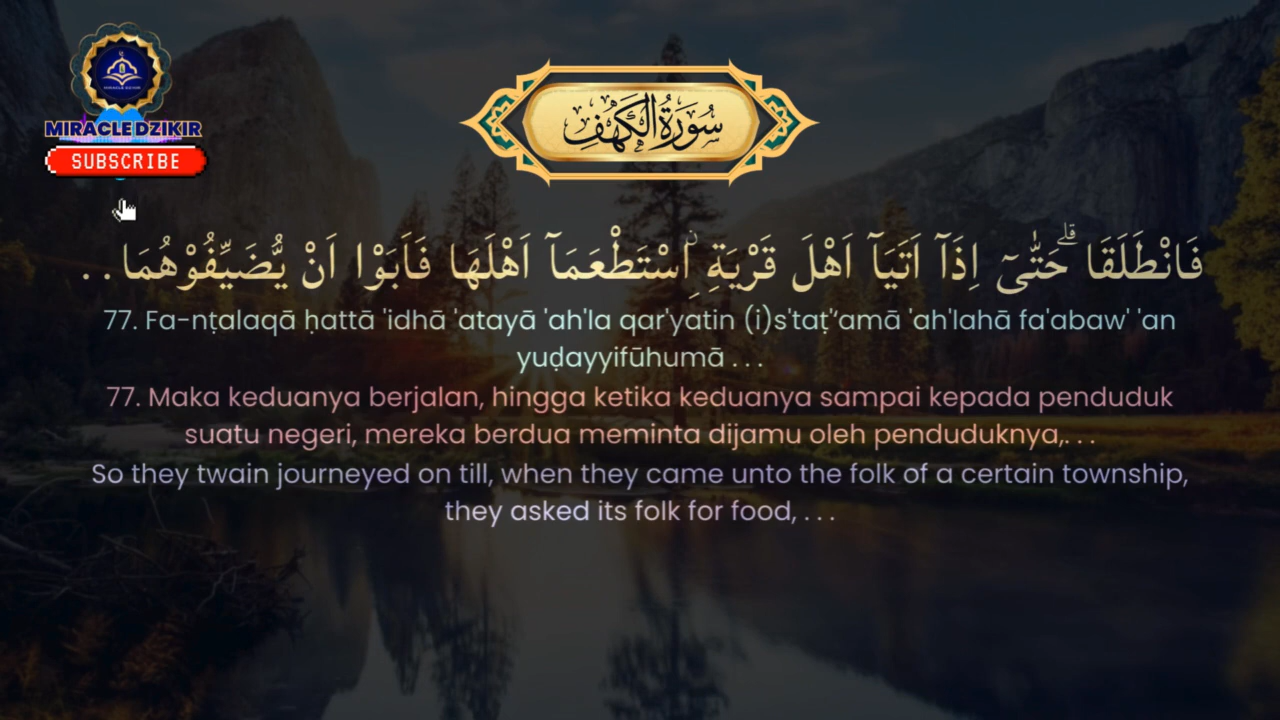 MIRACLE DZIKIR
SUBSCRIBE
سُورَةُ الكَهْفِ
فَانْطَلَقَا ۗحَتّٰىٓ اِذَآ اَتَيَآ اَهْلَ قَرْيَةِ ِۨاسْتَطْعَمَآ اَهْلَهَا فَاَبَوْا اَنْ يُّضَيِّفُوْهُمَا . .
77. Fa-nṭalaqā ḥattā 'idhā 'atayā 'ah'la qar'yatin (i)s'taṭ'‘amā 'ah'lahā fa'abaw' 'an
yuḍayyifūhumā . . .
77. Maka keduanya berjalan, hingga ketika keduanya sampai kepada penduduk
suatu negeri, mereka berdua meminta dijamu oleh penduduknya,. . .
So they twain journeyed on till, when they came unto the folk of a certain township,
they asked its folk for food, . . .